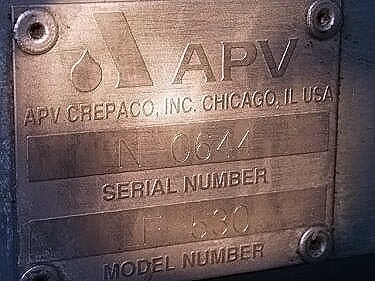 APV
APV CREPACO, INC. CHICAGO, IL USA
N 0644
SERIAL NUMBER
530
MODEL NUMBER